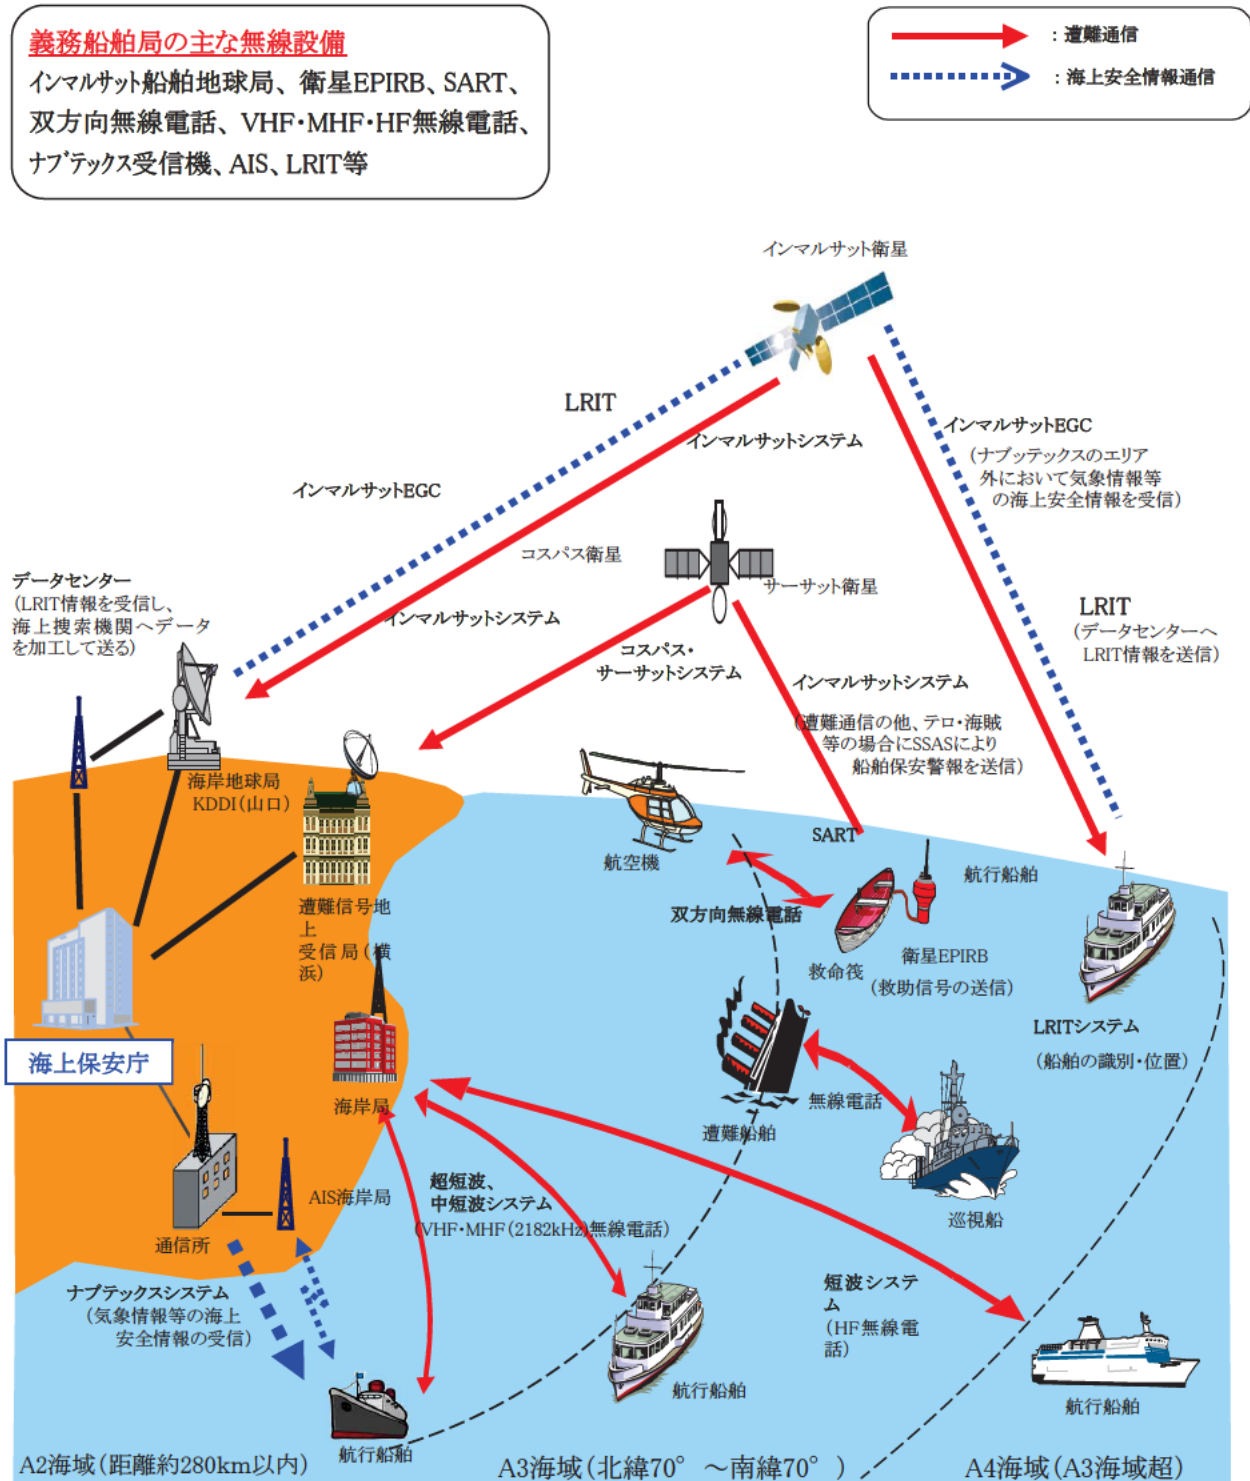 義務船舶局の主な無線設備
インマルサット船舶地球局、衛星EPIRB、SART、
双方向無線電話、VHF・MHF・HF無線電話、
ナブテックス受信機、AIS、LRIT等
：遭難通信
：海上安全情報通信
インマルサット衛星
LRIT
インマルサットシステム
インマルサットEGC
インマルサットEGC
（ナブッテックスのエリア
外において気象情報等
の海上安全情報を受信）
コスパス衛星
サーサット衛星
データセンター
（LRIT情報を受信し、
海上捜索機関へデータ
を加工して送る）
インマルサットシステム
コスパス・
サーサットシステム
LRIT
（データセンターへ
LRIT情報を送信）
インマルサットシステム
（遭難通信の他、テロ・海賊
等の場合にSSASにより
船舶保安警報を送信）
海岸地球局
KDDI（山口）
航空機
SART
航行船舶
双方向無線電話
遭難信号地
上
受信局（横
浜）
救命筏
衛星EPIRB
（救助信号の送信）
LRITシステム
（船舶の識別・位置）
海上保安庁
海岸局
無線電話
遭難船舶
巡視船
超短波、
中短波システム
（VHF・MHF（2182kHz）無線電話）
AIS海岸局
通信所
ナブテックスシステム
（気象情報等の海上
安全情報の受信）
短波システ
ム
（HF無線電
話）
航行船舶
航行船舶
航行船舶
A2海域（距離約280km以内）
A3海域（北緯70°～南緯70°）
A4海域（A3海域超）